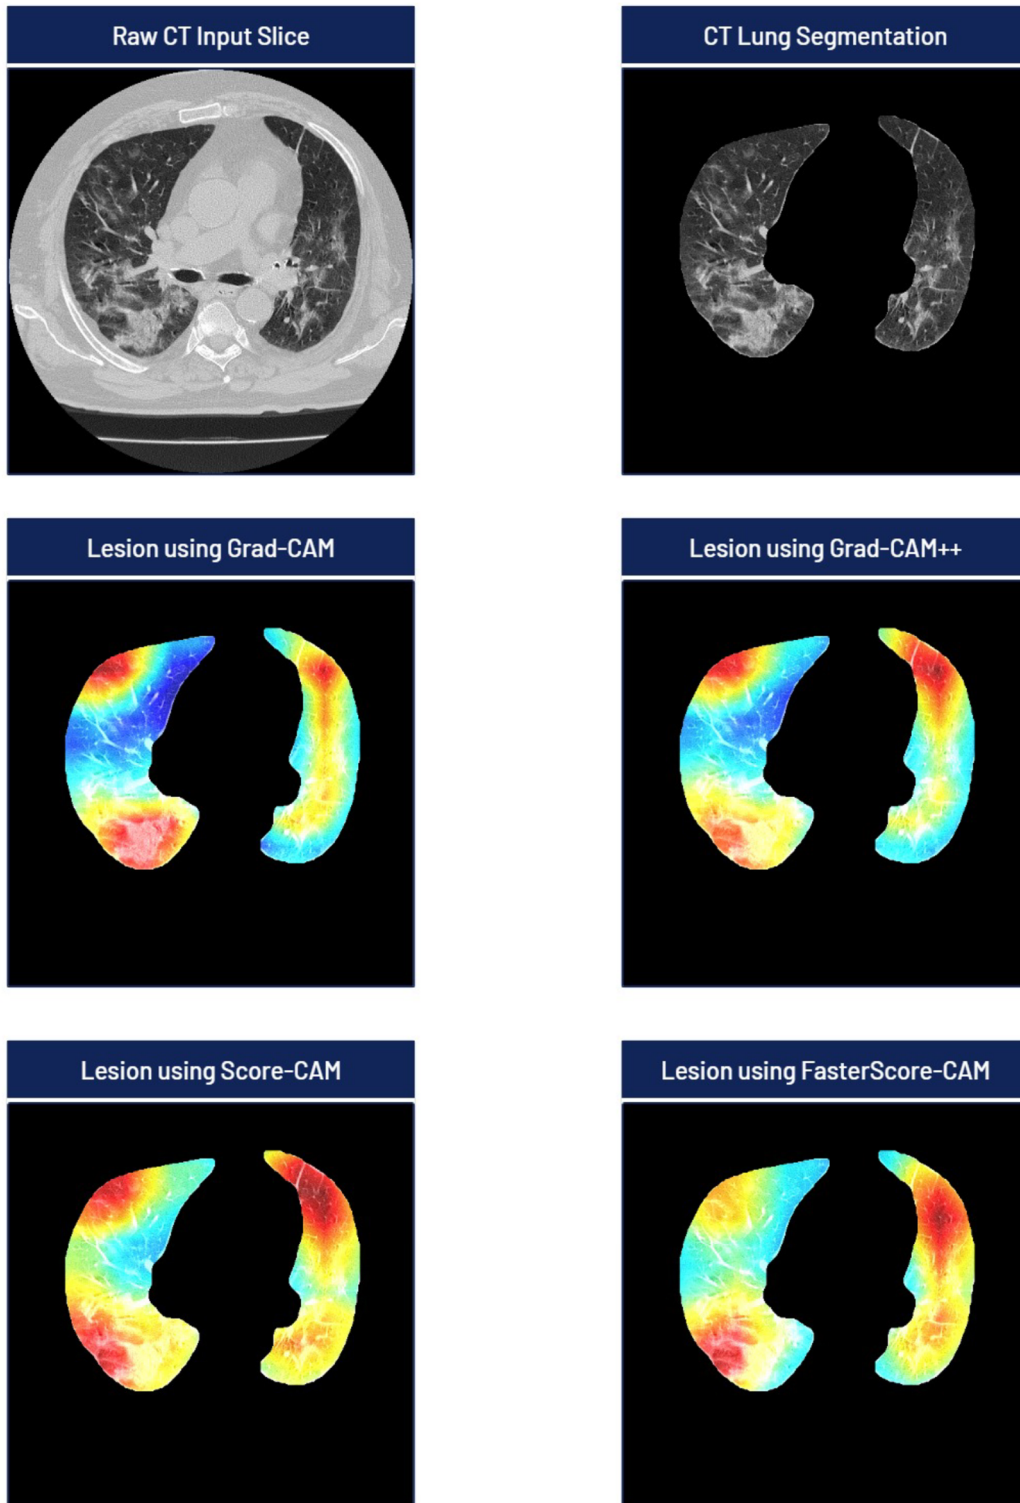 Raw CT Input Slice
CT Lung Segmentation
Lesion using Grad-CAM
Lesion using Grad-CAM++
Lesion using Score-CAM
Lesion using FasterScore-CAM